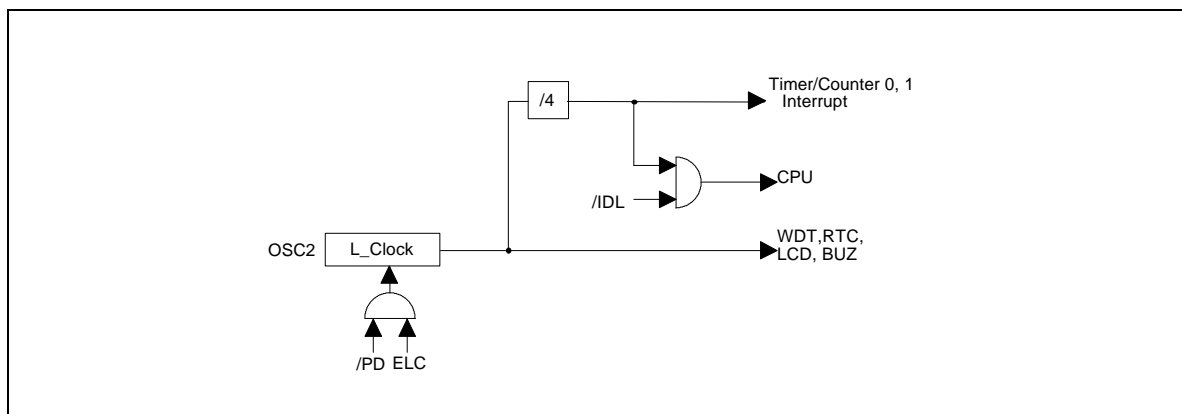 Timer/Counter 0, 1
Interrupt
/4
CPU
/IDL
WDT,RTC,
LCD, BUZ
OSC2
L_Clock
/PD
ELC